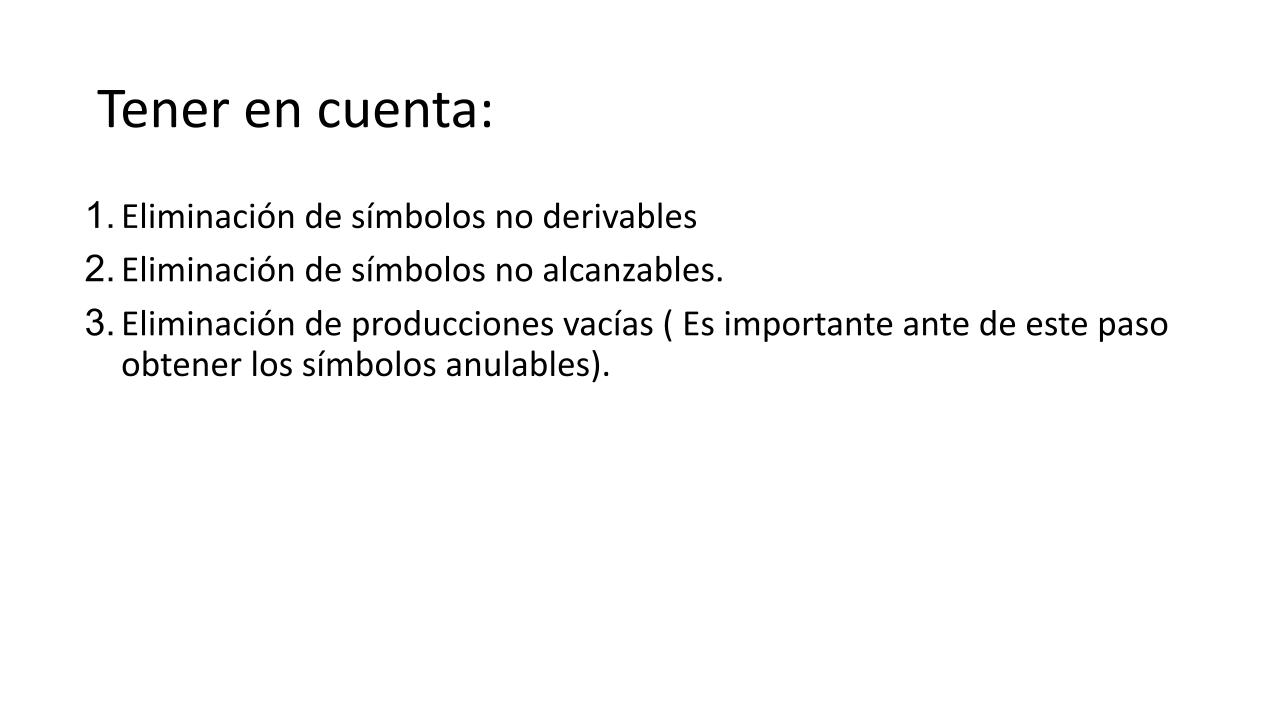 Tener en cuenta:
1. Eliminación de símbolos no derivables
2. Eliminación de símbolos no alcanzables.
3. Eliminación de producciones vacías ( Es importante ante de este paso
obtener los símbolos anulables).